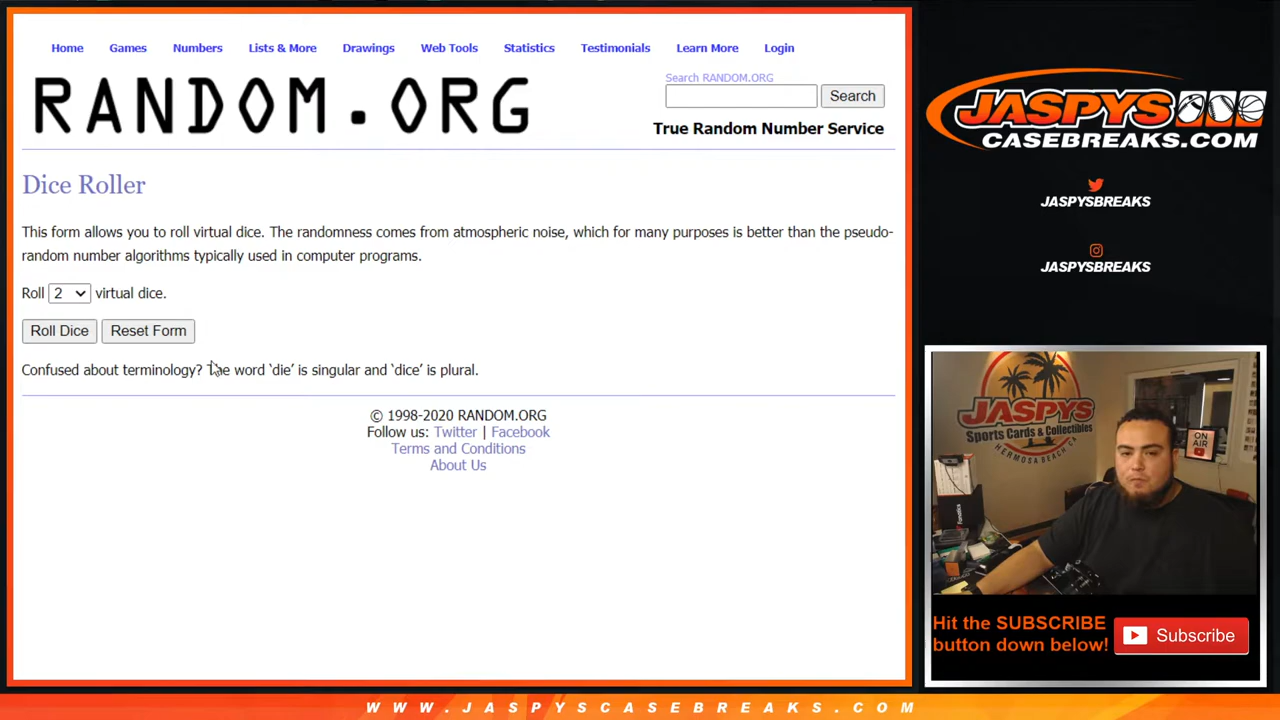 Home Games Numbers Lists & More Drawings Web Tools Statistics Testimonials Learn More Login
RANDOM.ORG
Search RANDOM.ORG
Search
True Random Number Service
Dice Roller
This form allows you to roll virtual dice. The randomness comes from atmospheric noise, which for many purposes is better than the pseudo-
random number algorithms typically used in computer programs.
Roll 2 virtual dice.
Roll Dice Reset Form
Confused about terminology? The word ‘die’ is singular and ‘dice’ is plural.
© 1998-2020 RANDOM.ORG
Follow us: Twitter | Facebook
Terms and Conditions
About Us
JASPYS
CASEBREAKS.COM
JASPYSBREAKS
JASPYSBREAKS
JASPYS
Sports Cards & Collectibles
HERMOSA BEACH CA
ON
AIR
Fanatics
Hit the SUBSCRIBE
button down below!
Subscribe
WWW.JASPYSCASEBREAKS.COM